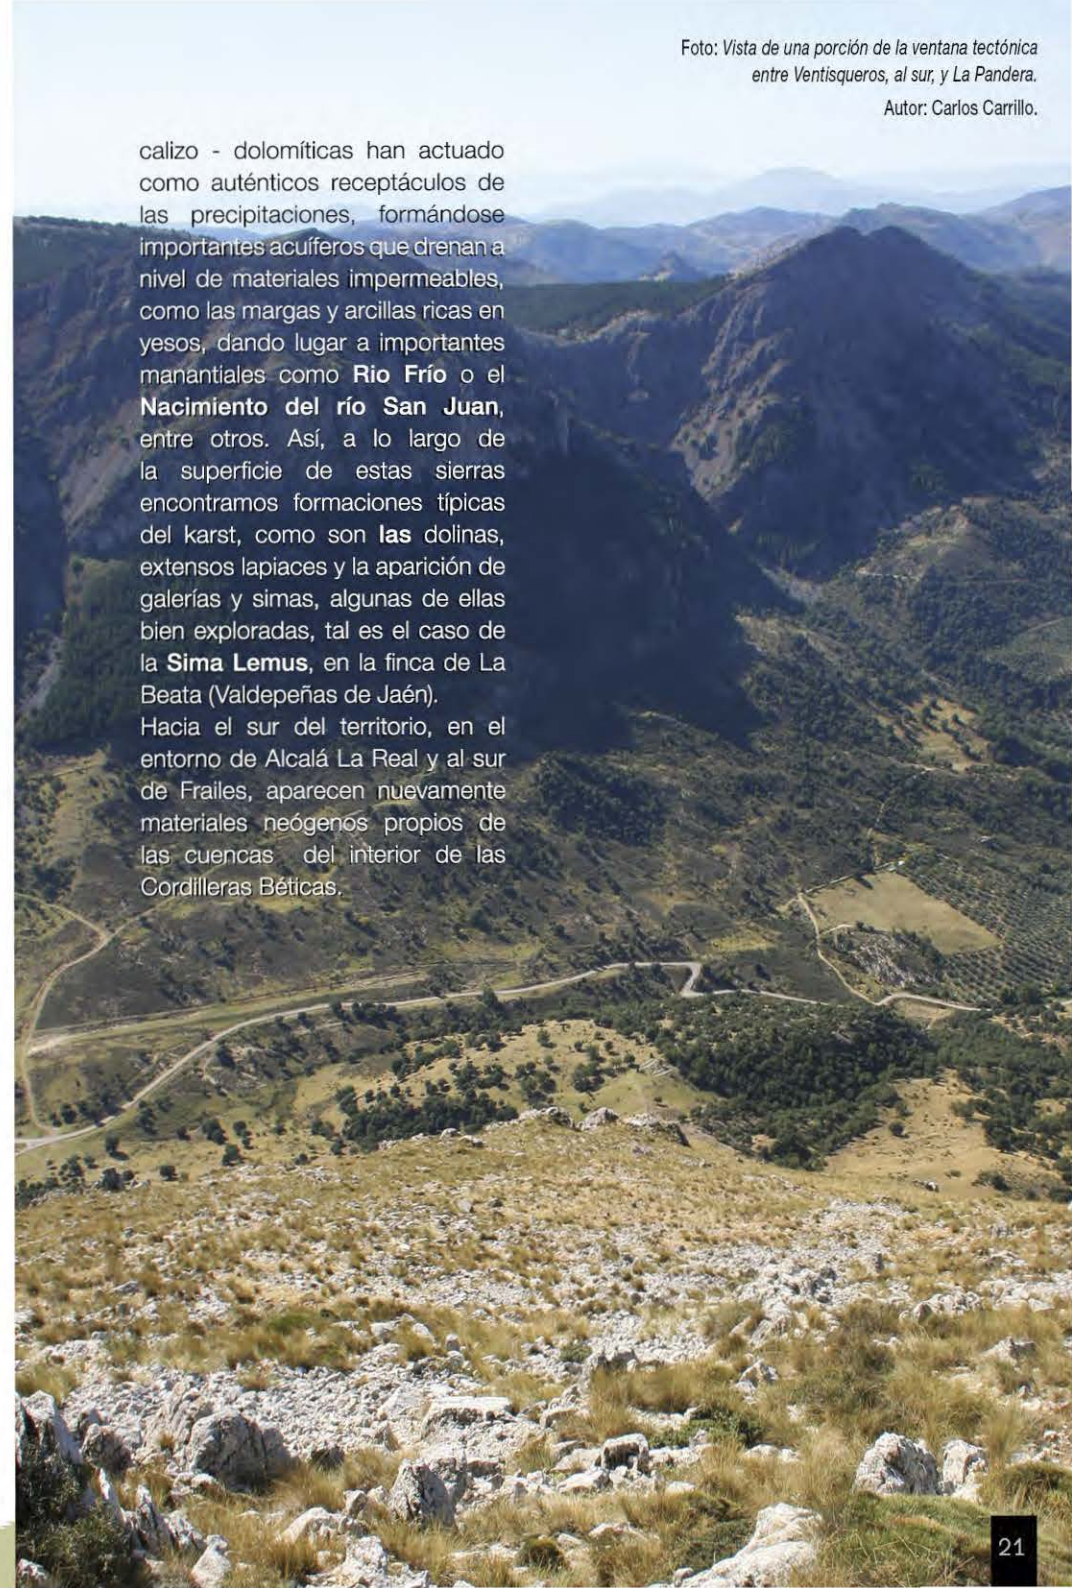 Foto: Vista de una porción de la ventana tectónica
entre Ventisqueros, al sur, y La Pandera.
Autor: Carlos Carrillo.
calizo - dolomíticas han actuado
como auténticos receptáculos de
las precipitaciones, formándose
importantes acuíferos que drenan a
nivel de materiales impermeables,
como las margas y arcillas ricas en
yesos, dando lugar a importantes
manantiales como Rio Frío o el
Nacimiento del río San Juan,
entre otros. Así, a lo largo de
la superficie de estas sierras
encontramos formaciones típicas
del karst, como son las dolinas,
extensos lapiaces y la aparición de
galerías y simas, algunas de ellas
bien exploradas, tal es el caso de
la Sima Lemus, en la finca de La
Beata (Valdepeñas de Jaén).
Hacia el sur del territorio, en el
entorno de Alcalá La Real y al sur
de Frailes, aparecen nuevamente
materiales neógenos propios de
las cuencas del interior de las
Cordilleras Béticas.
21